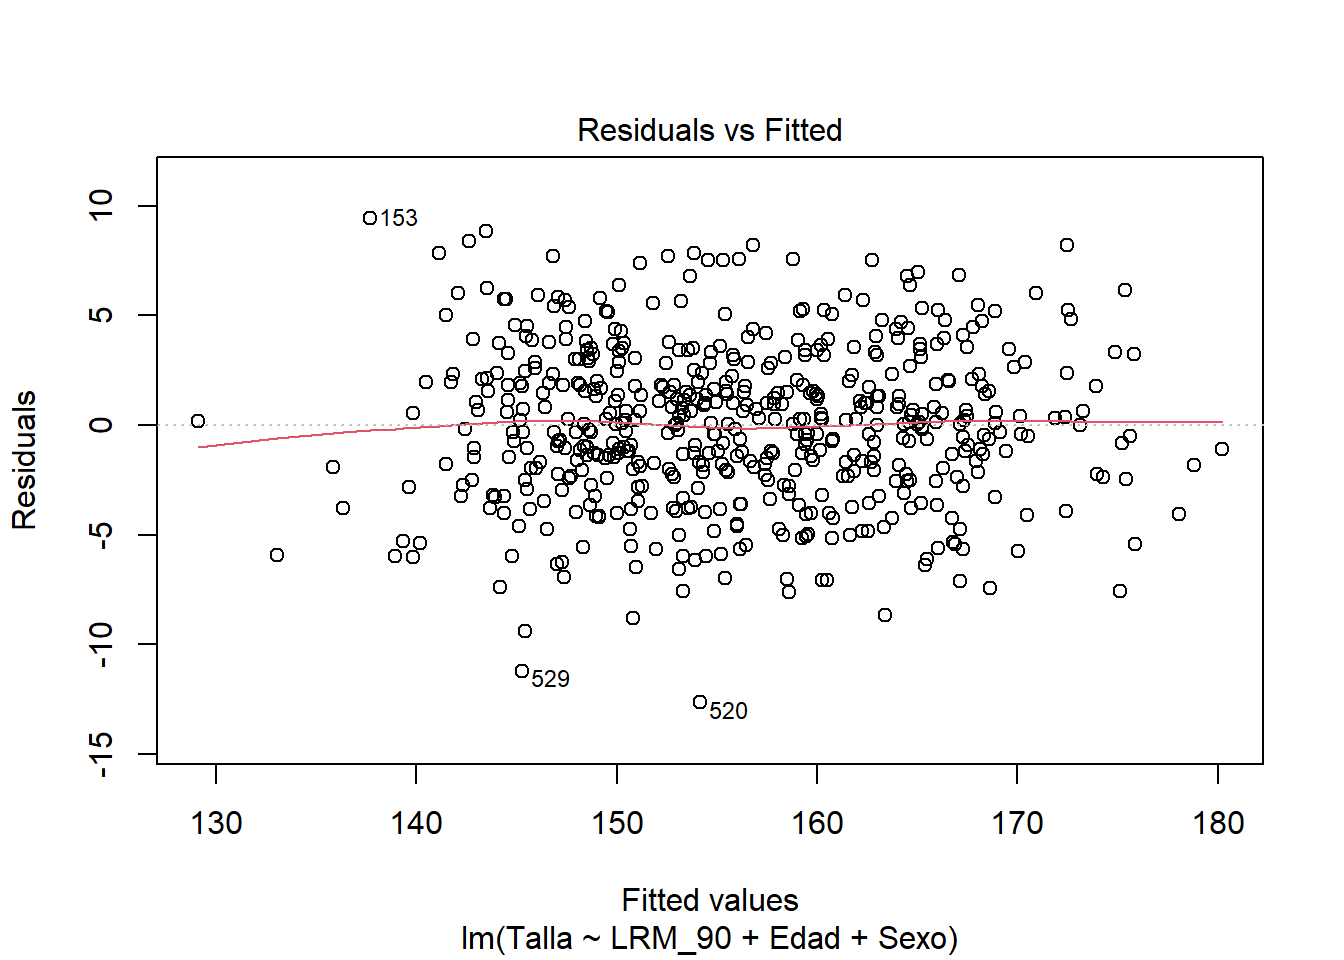 Residuals vs Fitted
Residuals
10
5
0
-5
-10
-15
153
529
520
130 140 150 160 170 180
Fitted values
lm(Talla ~ LRM_90 + Edad + Sexo)